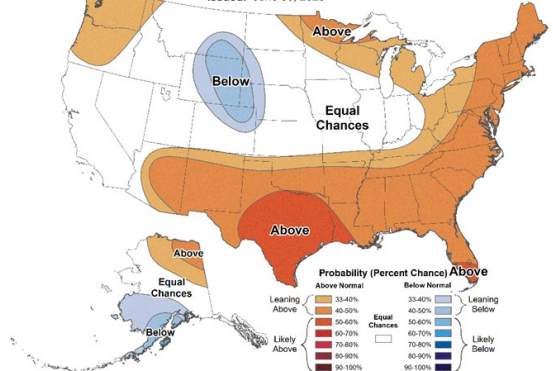 Above
Below
Equal
Chances
Above
Above
Above
Equal
Chances
Below
Probability (Percent Chance)
Above Normal
Below Normal
Leaning
Above
Likely
Above
33-40%
40-50%
50-60%
60-70%
70-80%
80-90%
90-100%
Equal
Chances
33-40%
40-50%
50-60%
60-70%
70-80%
80-90%
90-100%
Leaning
Below
Likely
Below